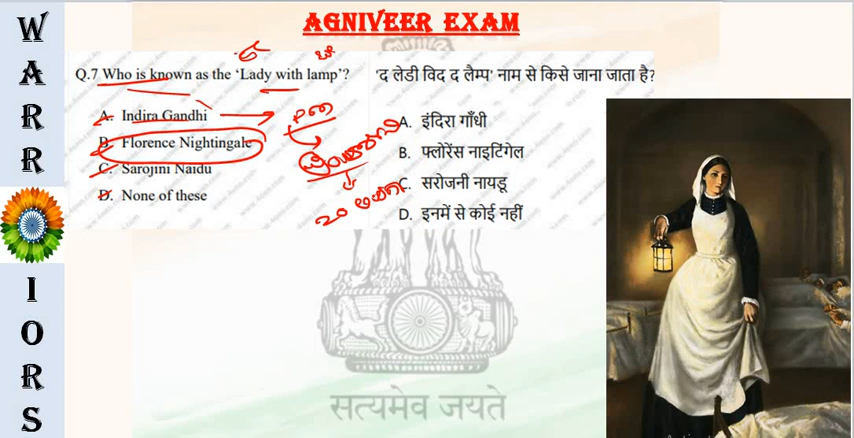 AGNIVEER EXAM
WARRIORS
Q.7 Who is known as the ‘Lady with lamp’?
A. Indira Gandhi
B. Florence Nightingale
C. Sarojini Naidu
D. None of these
'द लेडी विद द लैम्प' नाम से किसे जाना जाता है?
A. इंदिरा गाँधी
B. फ्लोरेंस नाइटिंगेल
C. सरोजनी नायडू
D. इनमें से कोई नहीं
सत्यमेव जयते